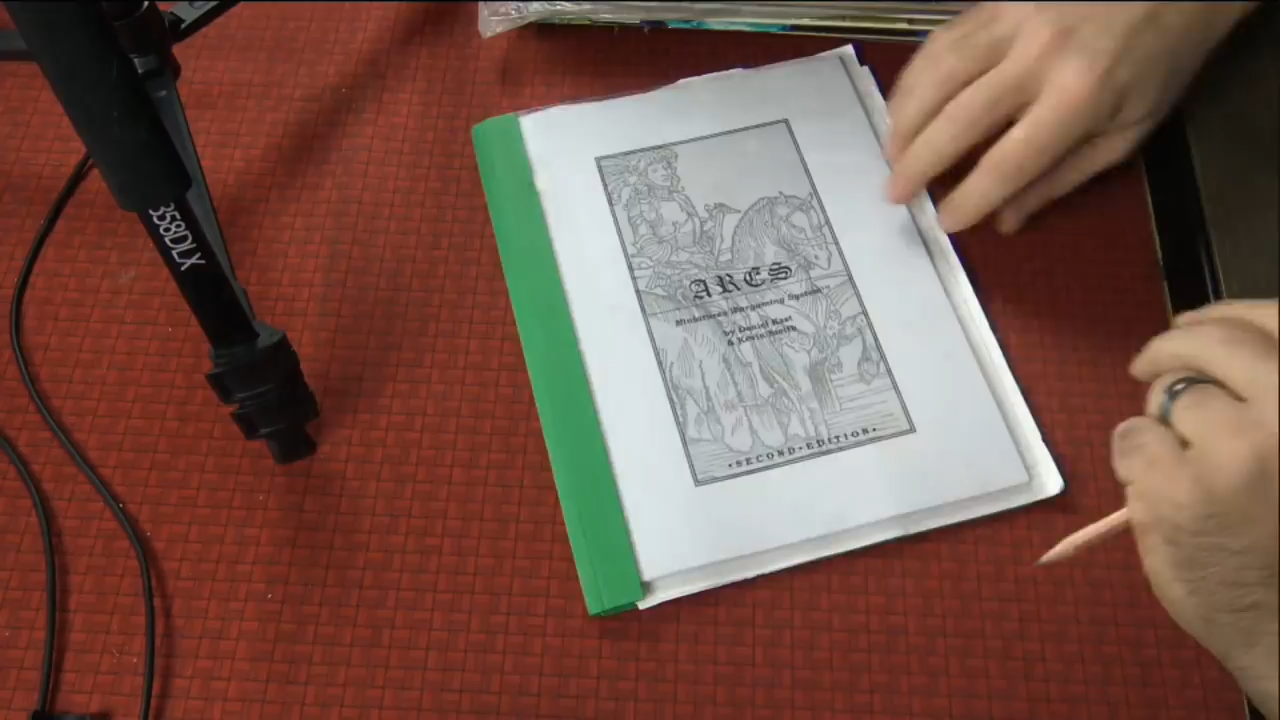 358DLX
ARES
Miniatures Wargaming System
by Daniel Kast
& Kevin Smith
•SECOND•EDITION•